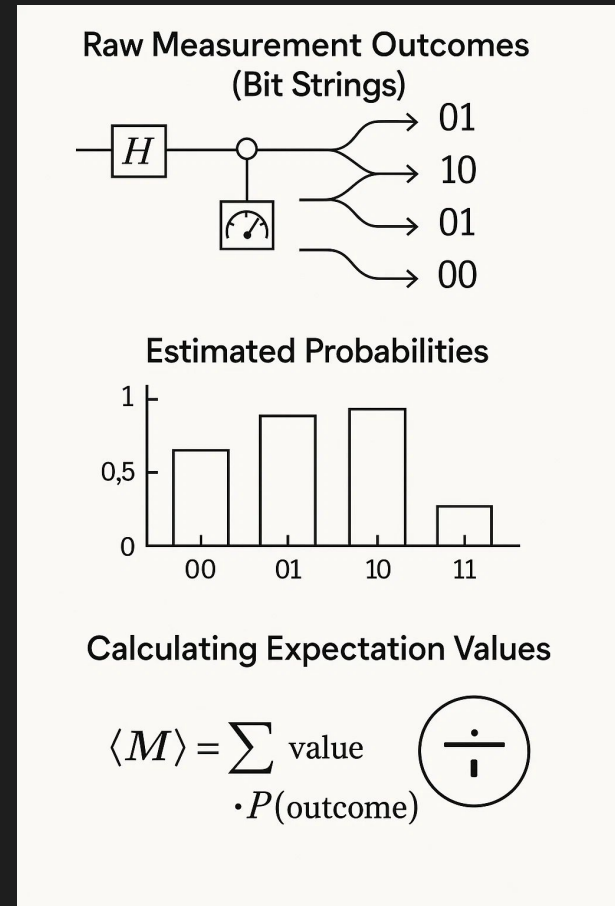 Raw Measurement Outcomes
(Bit Strings)
01
H
10
01
00
Estimated Probabilities
1
0,5
0
00 01 10 11
Calculating Expectation Values
⟨M⟩ = ∑ value
·P(outcome)
÷